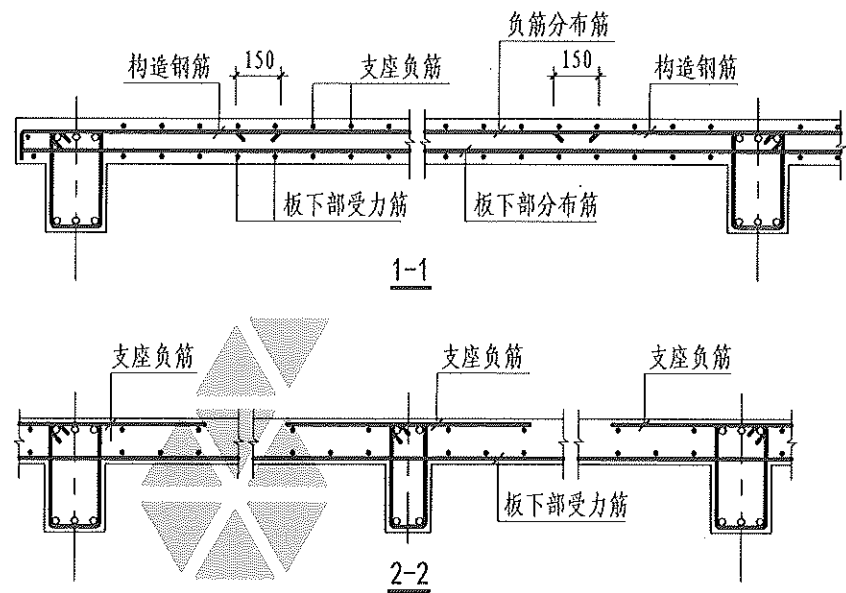 负筋分布筋
构造钢筋 150 支座负筋 150 构造钢筋
板下部受力筋 板下部分布筋
1-1
支座负筋 支座负筋 支座负筋
板下部受力筋
2-2